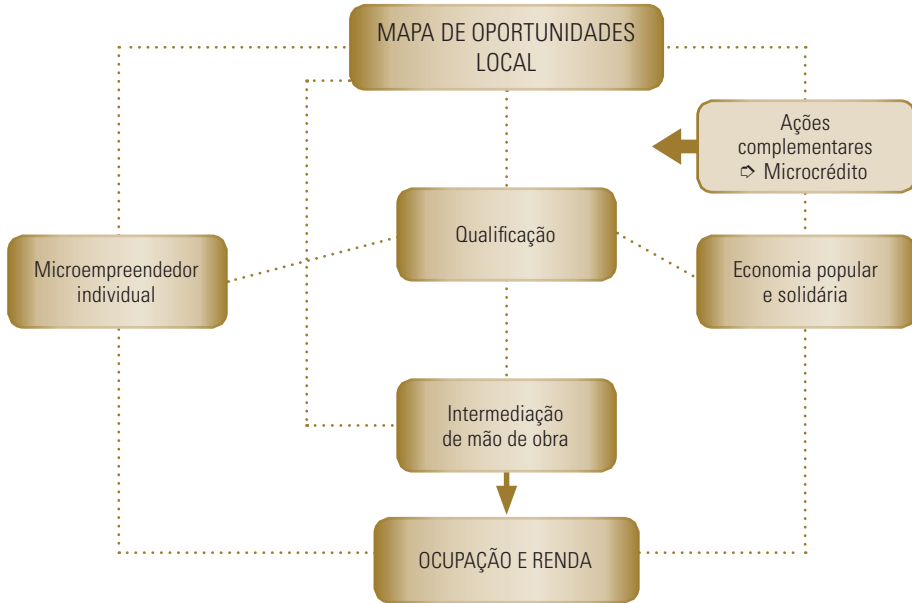 MAPA DE OPORTUNIDADES
LOCAL
Ações
complementares
➩ Microcrédito
Qualificação
Microempreendedor
individual
Economia popular
e solidária
Intermediação
de mão de obra
OCUPAÇÃO E RENDA